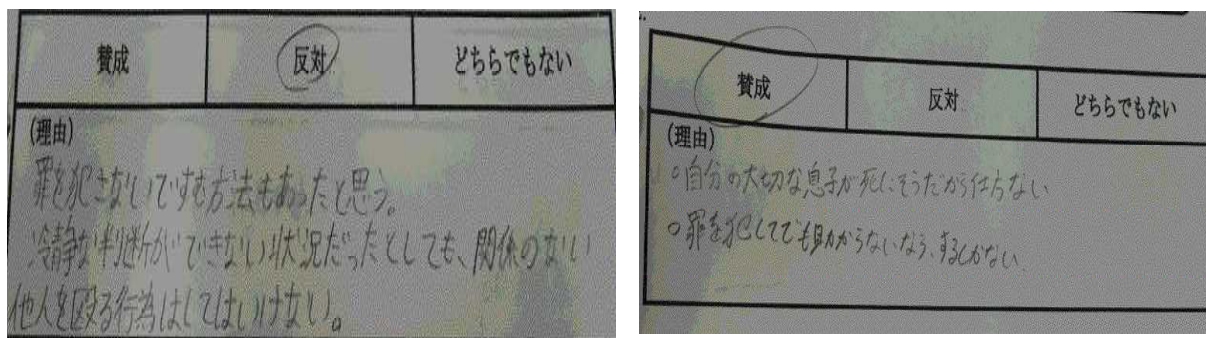 賛成 反対 どちらでもない
(理由)
罪を犯さないですむ方法もあったと思う。
冷静な判断ができない状況だったとしても、関係のない
他人を殴る行為はしてはいけない。
賛成 反対 どちらでもない
(理由)
○自分の大切な息子が死にそうだから仕方ない
○罪を犯してでも助からないなら、するしかない。